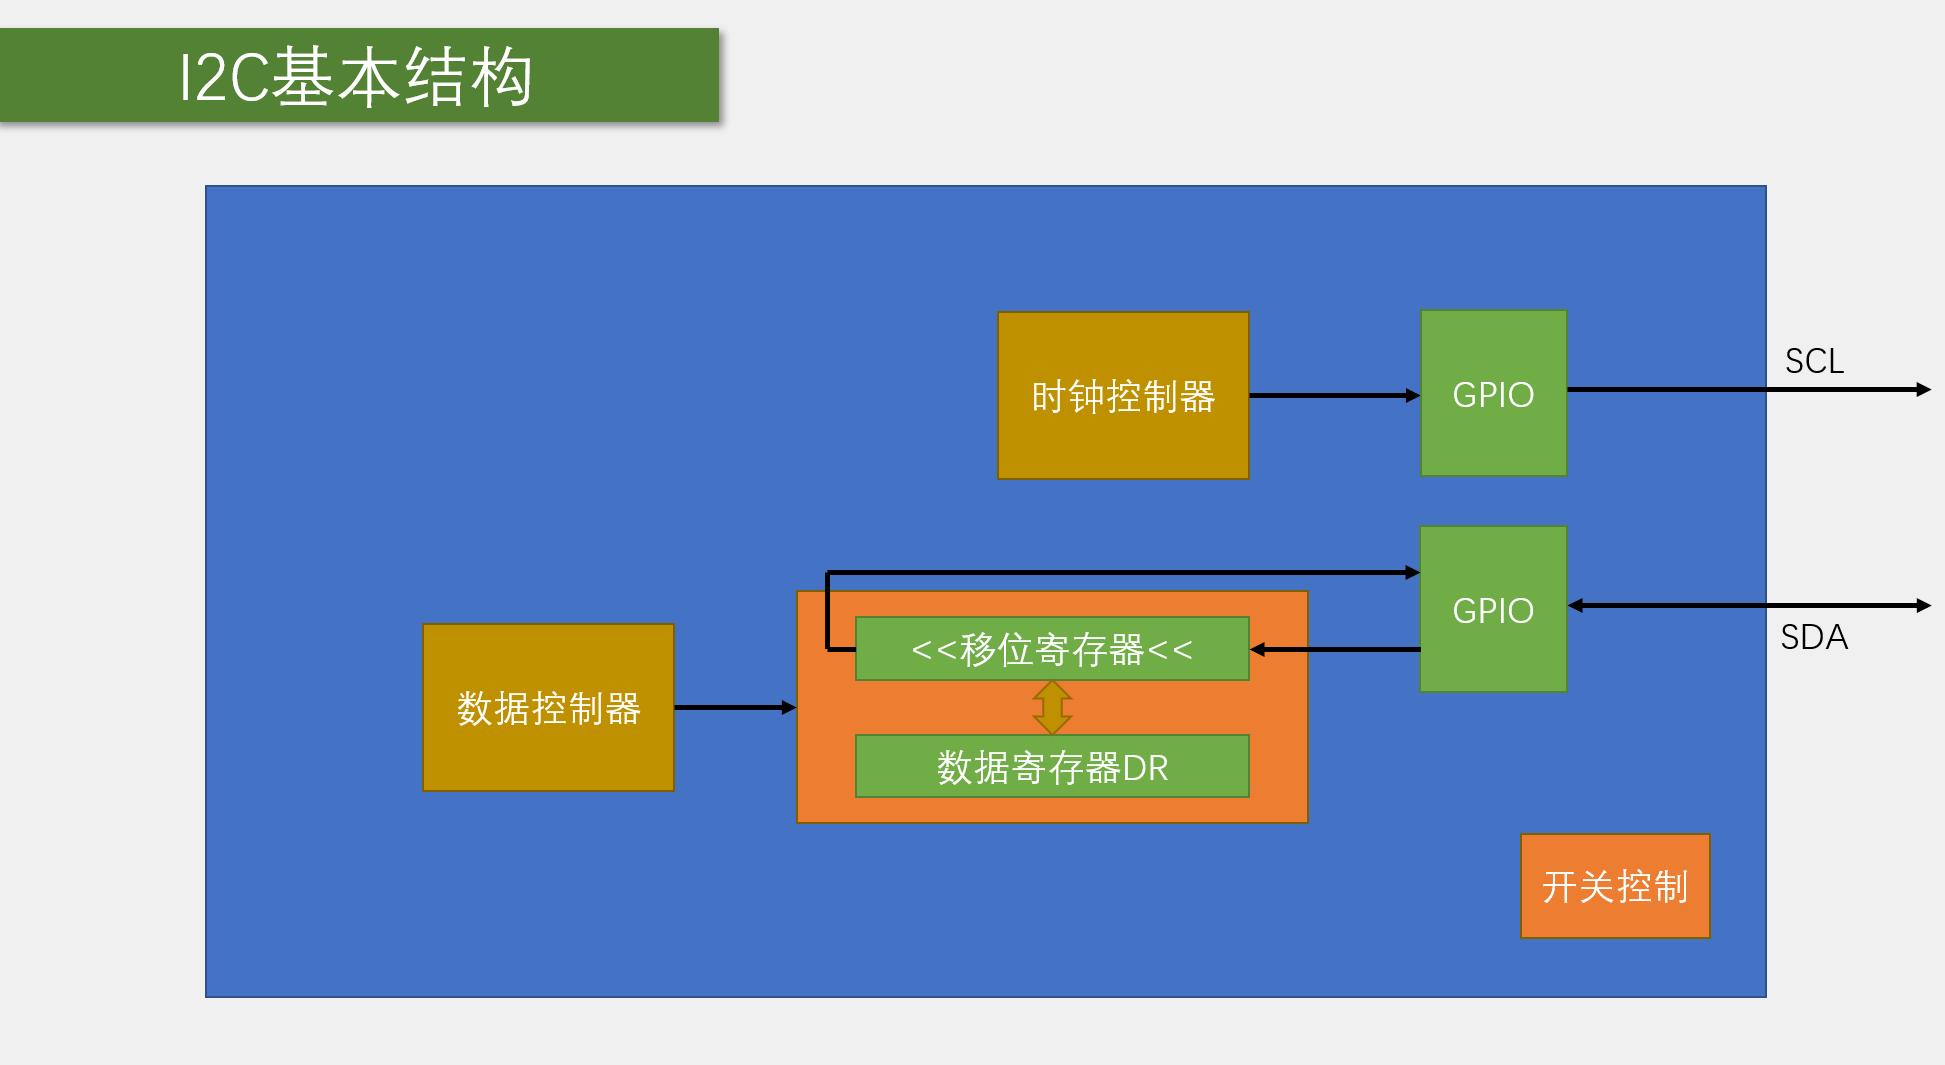 I2C基本结构
时钟控制器
GPIO
SCL
GPIO
SDA
<<移位寄存器<<
数据控制器
数据寄存器DR
开关控制